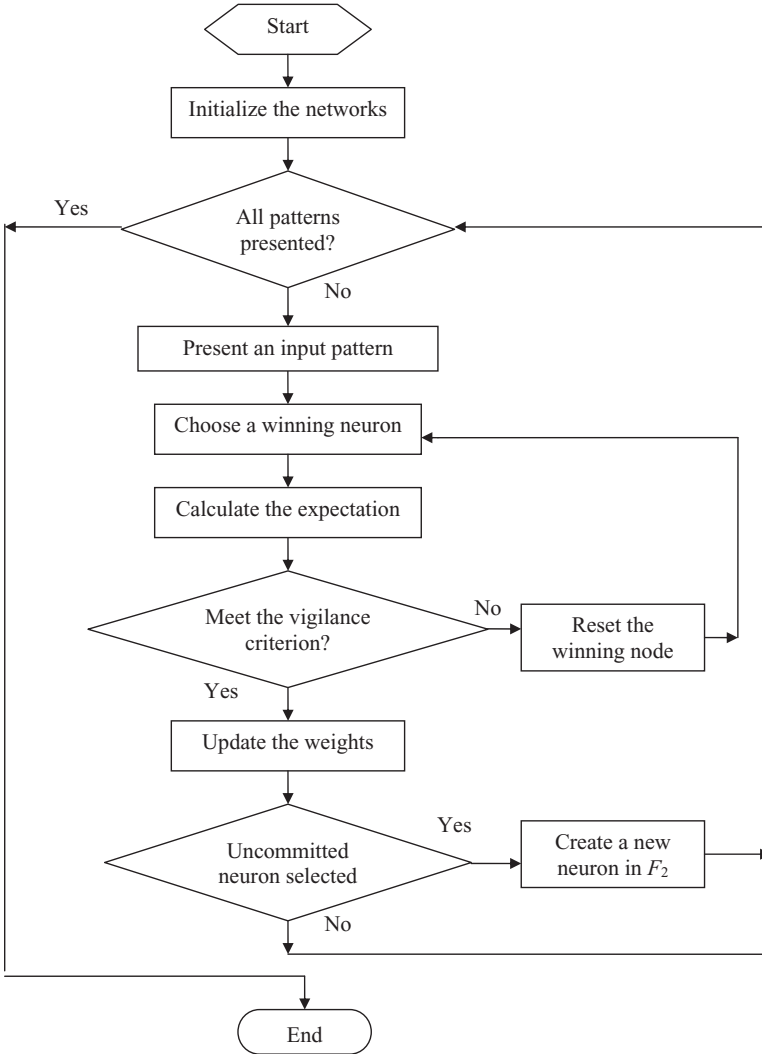 Start
Initialize the networks
Yes
All patterns
presented?
No
Present an input pattern
Choose a winning neuron
Calculate the expectation
Meet the vigilance
criterion?
No
Reset the
winning node
Yes
Update the weights
Yes
Uncommitted
neuron selected
Create a new
neuron in F₂
No
End